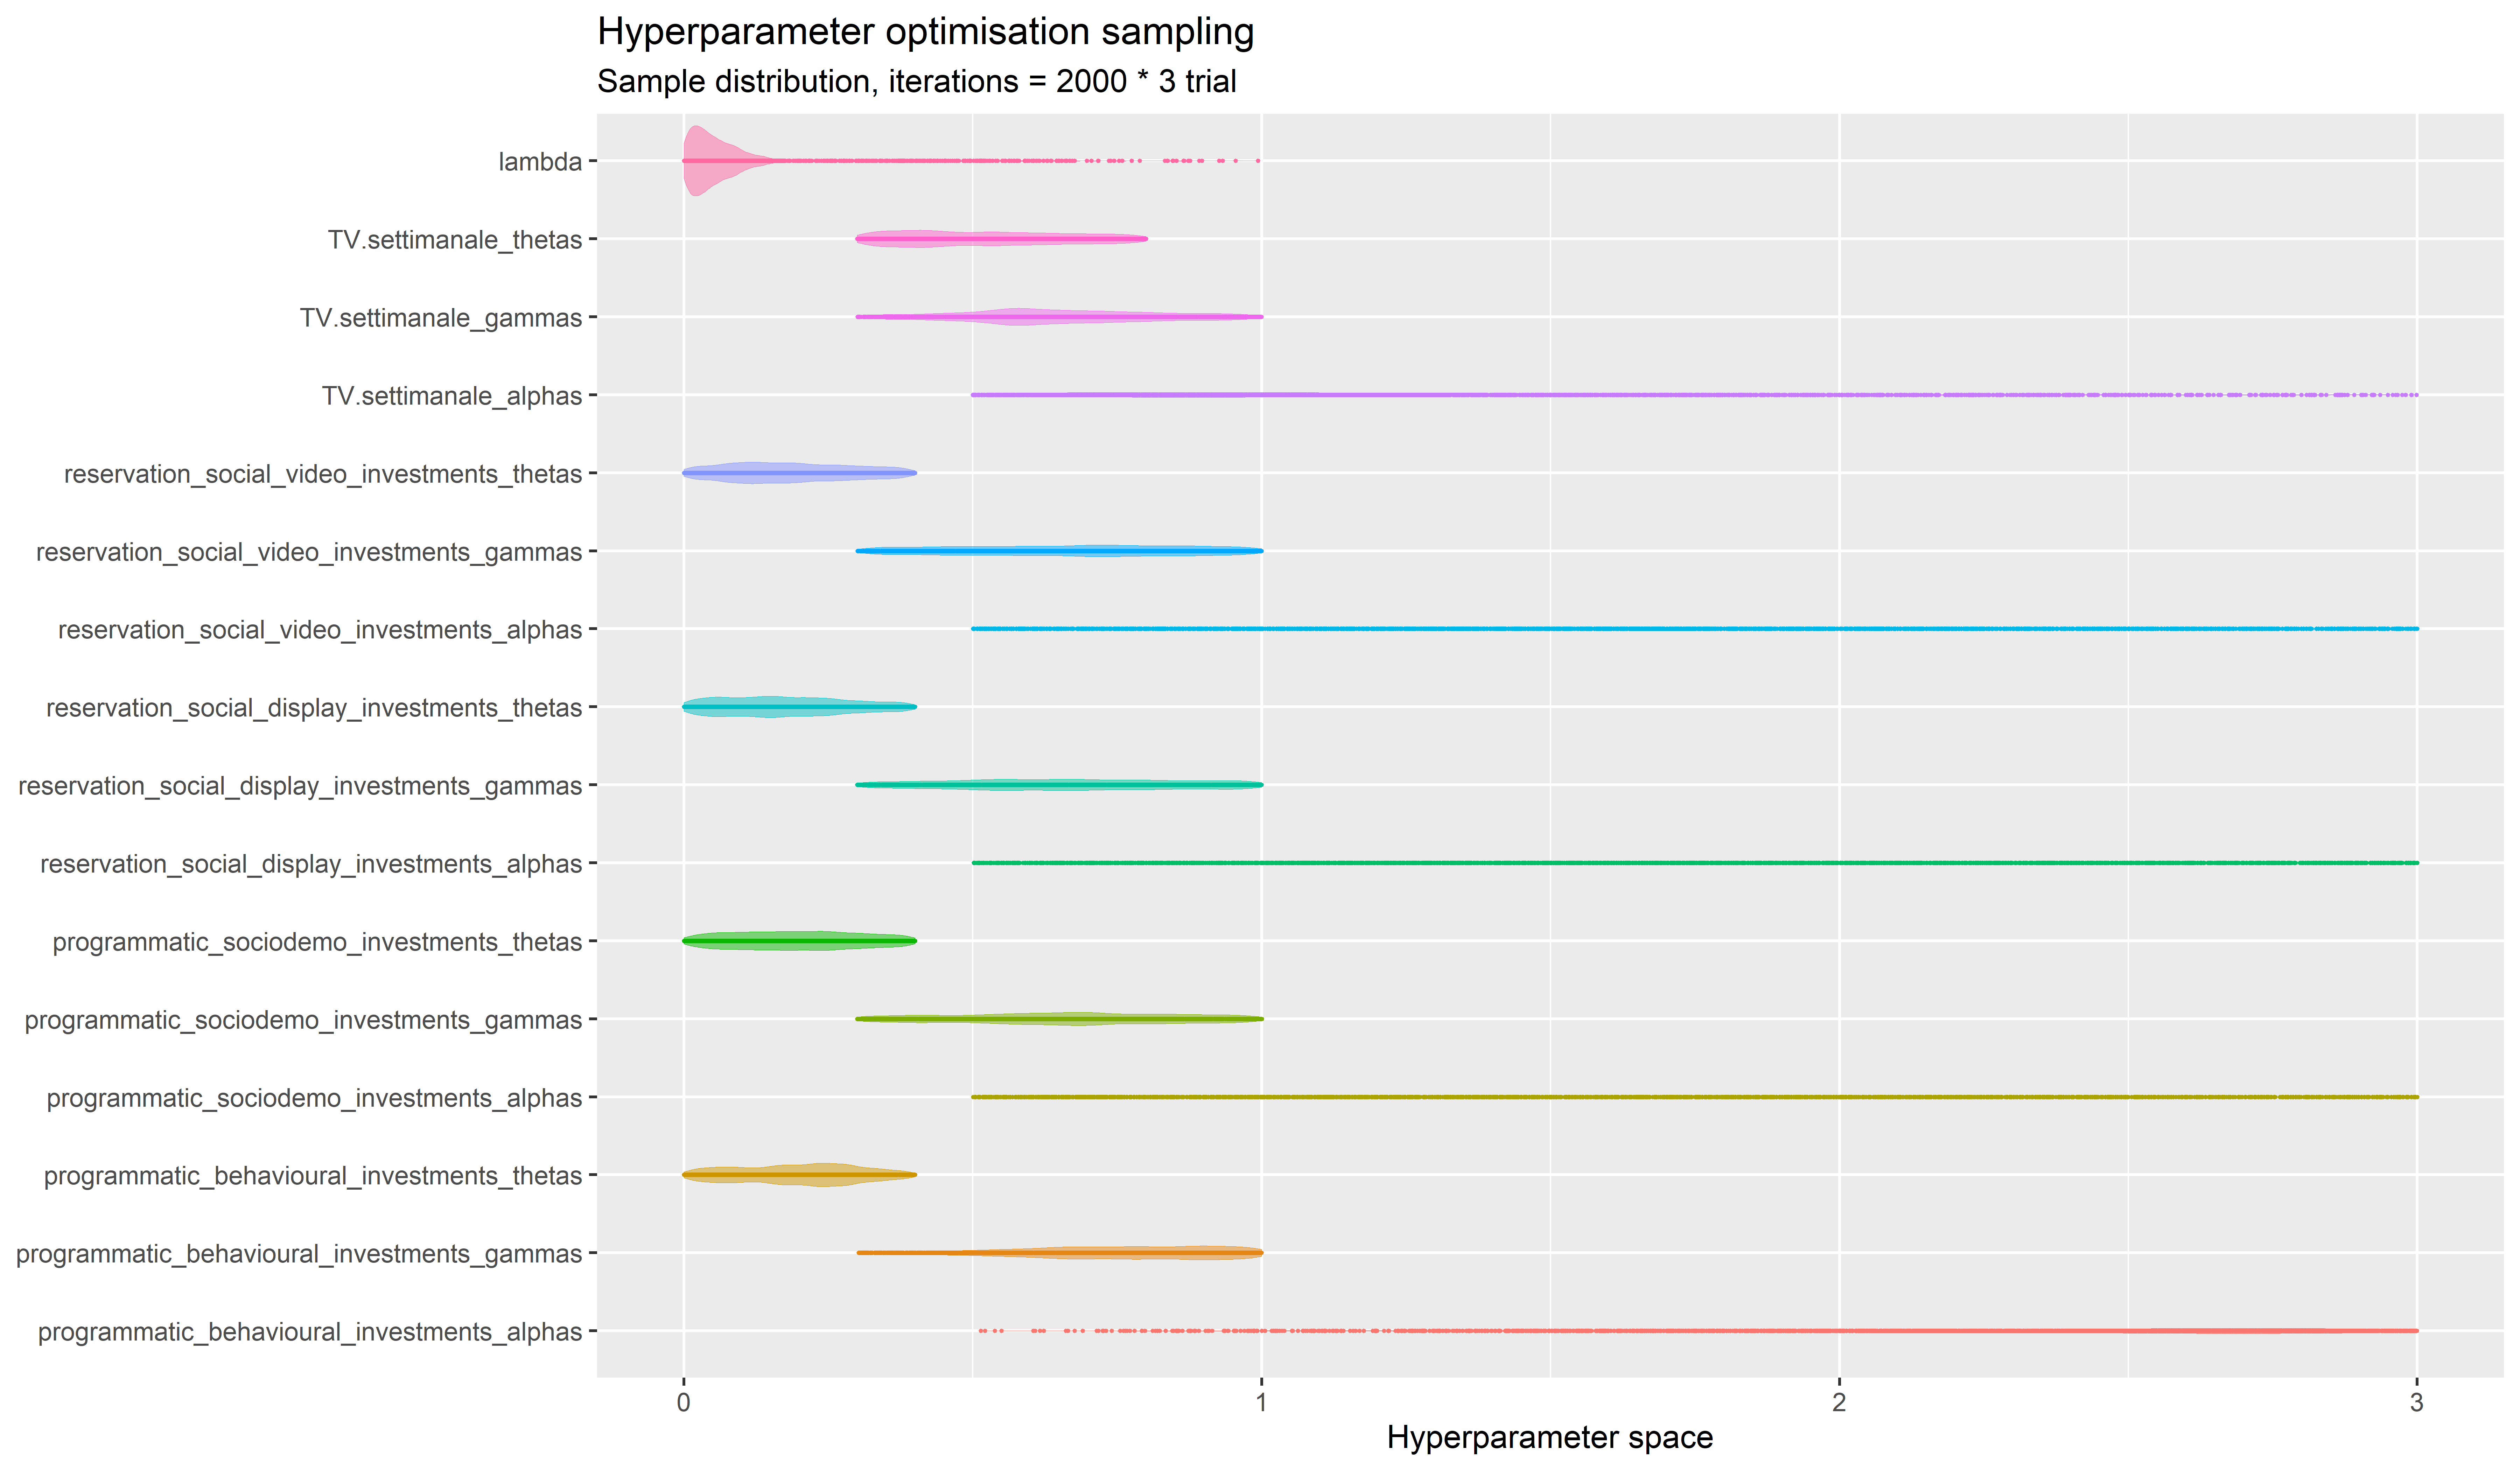 Hyperparameter optimisation sampling
Sample distribution, iterations = 2000 * 3 trial
lambda
TV.settimanale_thetas
TV.settimanale_gammas
TV.settimanale_alphas
reservation_social_video_investments_thetas
reservation_social_video_investments_gammas
reservation_social_video_investments_alphas
reservation_social_display_investments_thetas
reservation_social_display_investments_gammas
reservation_social_display_investments_alphas
programmatic_sociodemo_investments_thetas
programmatic_sociodemo_investments_gammas
programmatic_sociodemo_investments_alphas
programmatic_behavioural_investments_thetas
programmatic_behavioural_investments_gammas
programmatic_behavioural_investments_alphas
0 1 2 3
Hyperparameter space